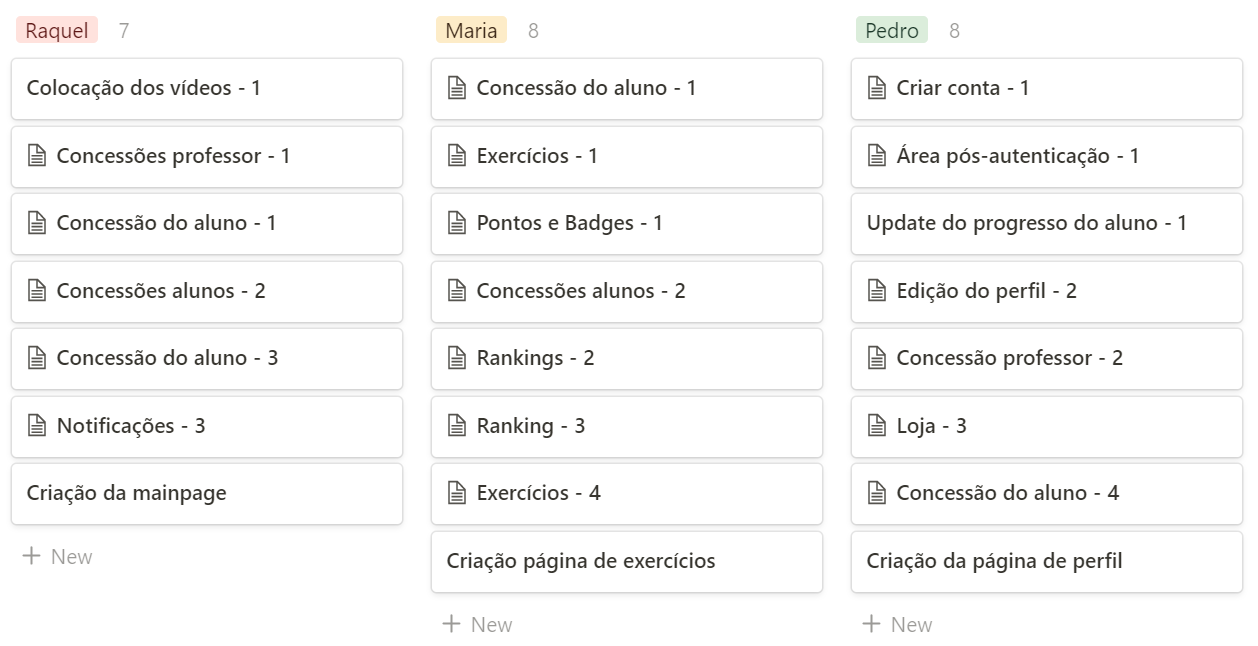 Raquel 7
Colocação dos vídeos - 1
Concessões professor - 1
Concessão do aluno - 1
Concessões alunos - 2
Concessão do aluno - 3
Notificações - 3
Criação da mainpage
+ New
Maria 8
Concessão do aluno - 1
Exercícios - 1
Pontos e Badges - 1
Concessões alunos - 2
Rankings - 2
Ranking - 3
Exercícios - 4
Criação página de exercícios
+ New
Pedro 8
Criar conta - 1
Área pós-autenticação - 1
Update do progresso do aluno - 1
Edição do perfil - 2
Concessão professor - 2
Loja - 3
Concessão do aluno - 4
Criação da página de perfil
+ New